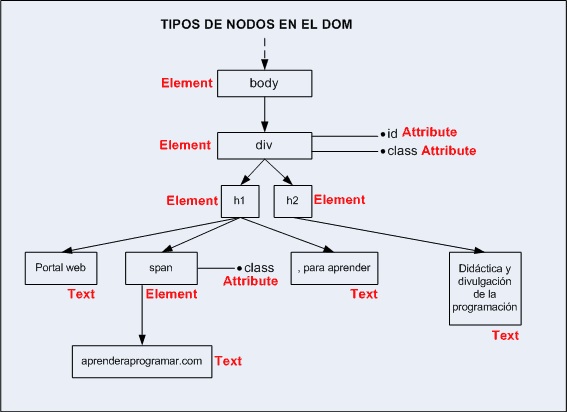 TIPOS DE NODOS EN EL DOM
Element body
Element div
id Attribute
class Attribute
Element h1
h2 Element
Portal web
Text
span
Element
class
Attribute
, para aprender
Text
Didáctica y
divulgación
de la
programación
Text
aprenderaprogramar.com Text